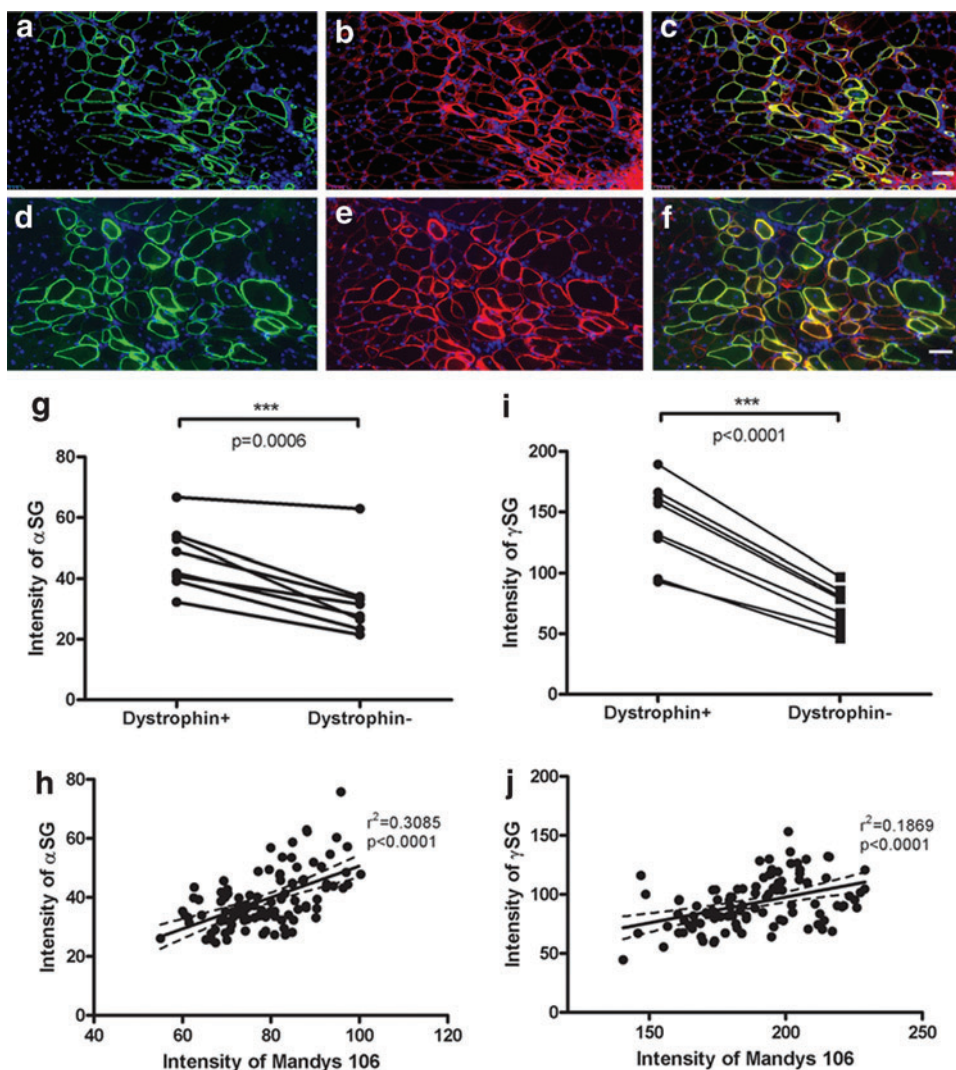 a
b
c
d
e
f
g
***
p=0.0006
80
60
40
20
0
Intensity of αSG
Dystrophin+
Dystrophin-
i
***
p<0.0001
200
150
100
50
0
Intensity of γSG
Dystrophin+
Dystrophin-
h
80
60
40
20
0
Intensity of αSG
r²=0.3085
p<0.0001
40
60
80
100
120
Intensity of Mandys 106
j
200
150
100
50
0
Intensity of γSG
r²=0.1869
p<0.0001
150
200
250
Intensity of Mandys 106